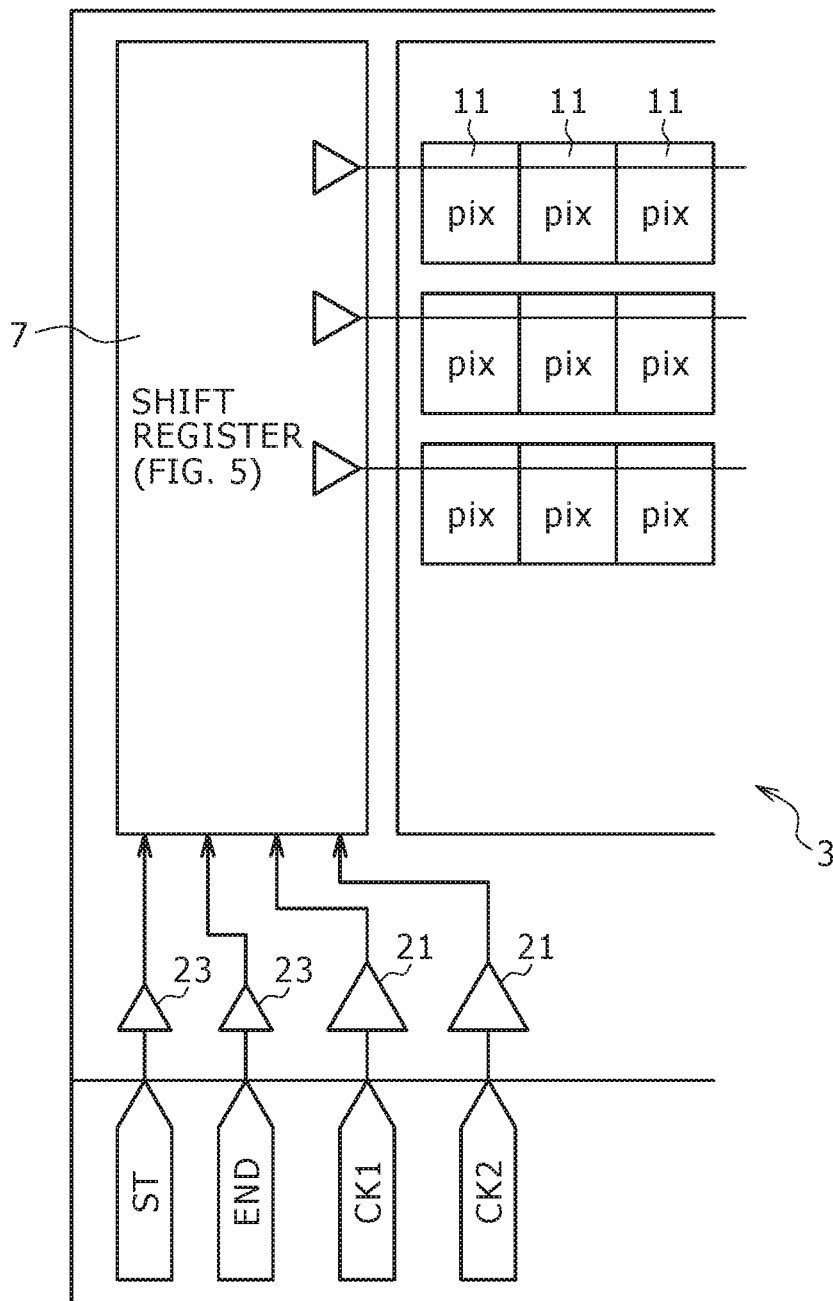 11 11 11
pix pix pix
7
pix pix pix
SHIFT
REGISTER
(FIG. 5)
pix pix pix
3
23 23 21 21
ST END CK1 CK2